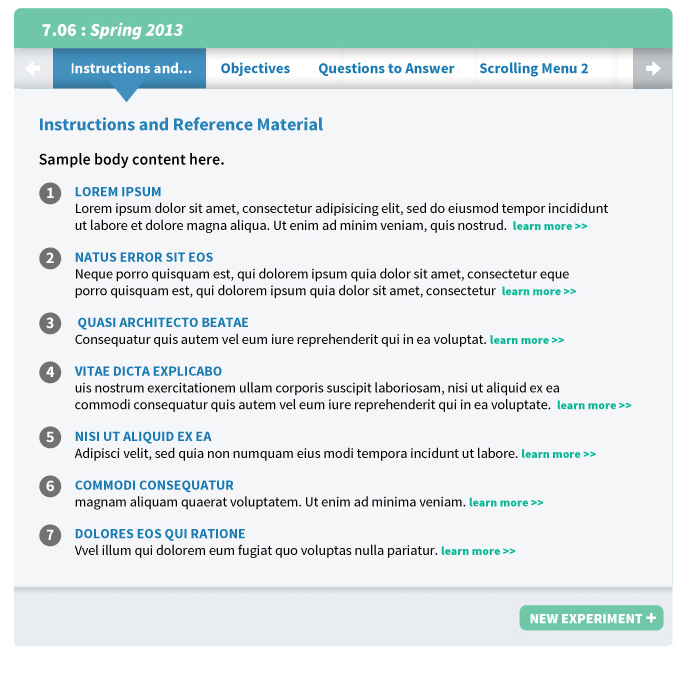 7.06 : Spring 2013
Instructions and... Objectives Questions to Answer Scrolling Menu 2
Instructions and Reference Material
Sample body content here.
1 LOREM IPSUM
Lorem ipsum dolor sit amet, consectetur adipisicing elit, sed do eiusmod tempor incididunt
ut labore et dolore magna aliqua. Ut enim ad minim veniam, quis nostrud. learn more >>
2 NATUS ERROR SIT EOS
Neque porro quisquam est, qui dolorem ipsum quia dolor sit amet, consectetur eque
porro quisquam est, qui dolorem ipsum quia dolor sit amet, consectetur learn more >>
3 QUASI ARCHITECTO BEATAE
Consequatur quis autem vel eum iure reprehenderit qui in ea voluptat. learn more >>
4 VITAE DICTA EXPLICABO
uis nostrum exercitationem ullam corporis suscipit laboriosam, nisi ut aliquid ex ea
commodi consequatur quis autem vel eum iure reprehenderit qui in ea voluptate. learn more >>
5 NISI UT ALIQUID EX EA
Adipisci velit, sed quia non numquam eius modi tempora incidunt ut labore. learn more >>
6 COMMODI CONSEQUATUR
magnam aliquam quaerat voluptatem. Ut enim ad minima veniam. learn more >>
7 DOLORES EOS QUI RATIONE
Vvel illum qui dolorem eum fugiat quo voluptas nulla pariatur. learn more >>
NEW EXPERIMENT +